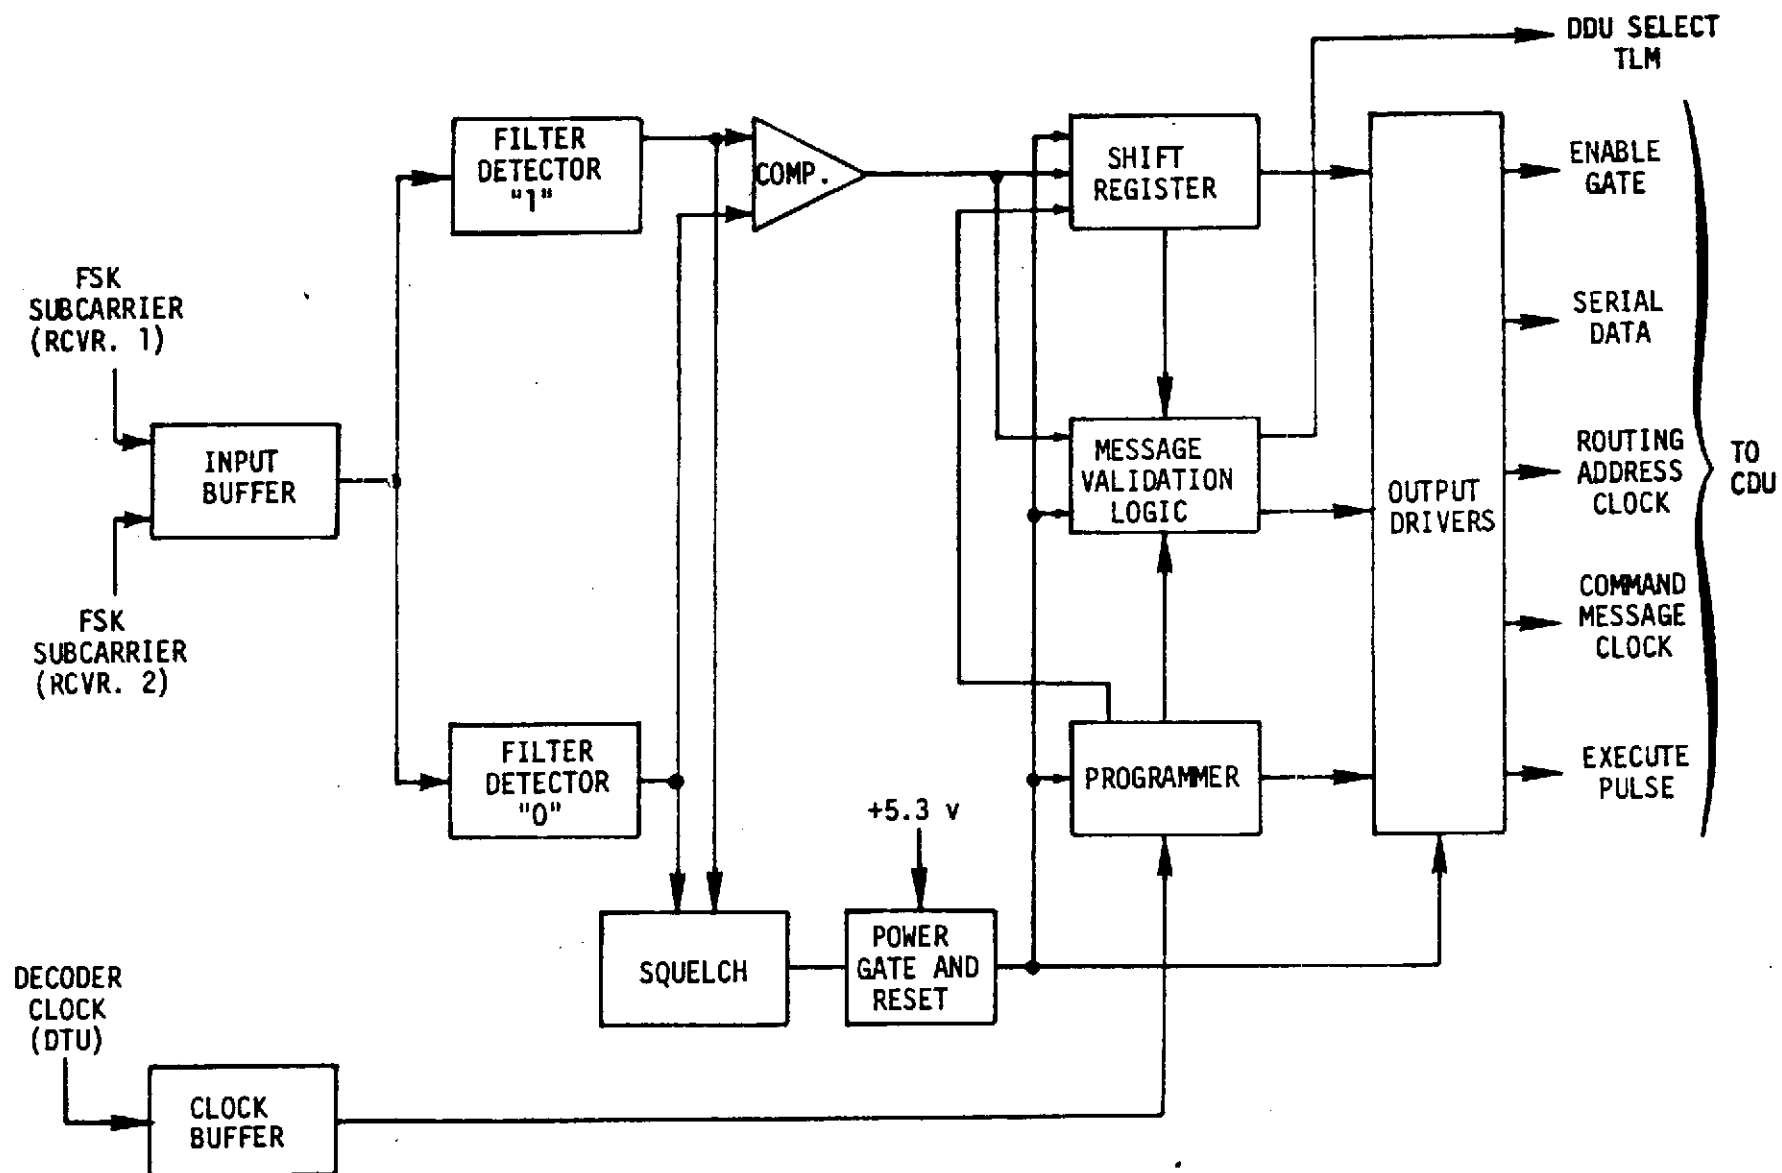 DDU SELECT
TLM
FILTER
DETECTOR
"1"
COMP.
SHIFT
REGISTER
ENABLE
GATE
FSK
SUBCARRIER
(RCVR. 1)
SERIAL
DATA
INPUT
BUFFER
MESSAGE
VALIDATION
LOGIC
OUTPUT
DRIVERS
ROUTING
ADDRESS
CLOCK
TO
CDU
FSK
SUBCARRIER
(RCVR. 2)
COMMAND
MESSAGE
CLOCK
FILTER
DETECTOR
"0"
+5.3 v
PROGRAMMER
EXECUTE
PULSE
SQUELCH
POWER
GATE AND
RESET
DECODER
CLOCK
(DTU)
CLOCK
BUFFER